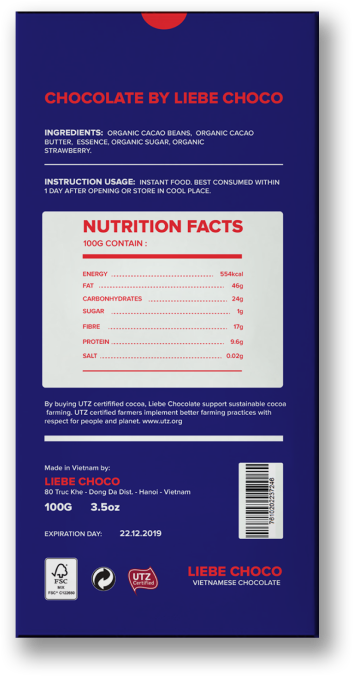 CHOCOLATE BY LIEBE CHOCO
INGREDIENTS: ORGANIC CACAO BEANS, ORGANIC CACAO
BUTTER, ESSENCE, ORGANIC SUGAR, ORGANIC
STRAWBERRY.
INSTRUCTION USAGE: INSTANT FOOD. BEST CONSUMED WITHIN
1 DAY AFTER OPENING OR STORE IN COOL PLACE.
NUTRITION FACTS
100G CONTAIN :
ENERGY 554kcal
FAT 46g
CARBONHYDRATES 24g
SUGAR 1g
FIBRE 17g
PROTEIN 9.6g
SALT 0.02g
By buying UTZ certifified cocoa, Liebe Chocolate support sustainable cocoa
farming. UTZ certified farmers implement better farming practices with
respect for people and planet. www.utz.org
Made in Vietnam by:
LIEBE CHOCO
80 Truc Khe - Dong Da Dist. - Hanoi - Vietnam
100G 3.5oz
7610202237246
EXPIRATION DAY: 22.12.2019
FSC
MIX
FSC® C123650
UTZ
Certified
LIEBE CHOCO
VIETNAMESE CHOCOLATE